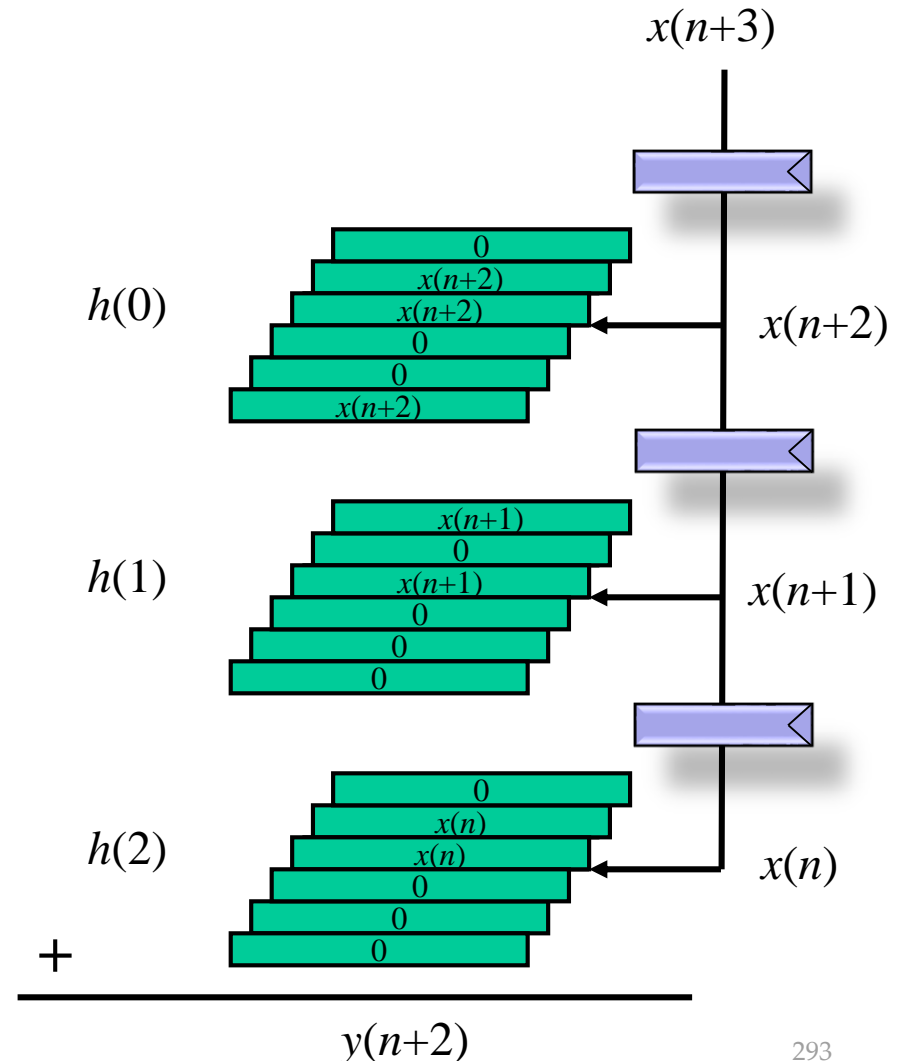 x(n+3)
0
x(n+2)
h(0)
x(n+2)
x(n+2)
0
0
x(n+2)
x(n+1)
0
h(1)
x(n+1)
x(n+1)
0
0
0
0
x(n)
h(2)
x(n)
x(n)
0
0
0
+
y(n+2)
293